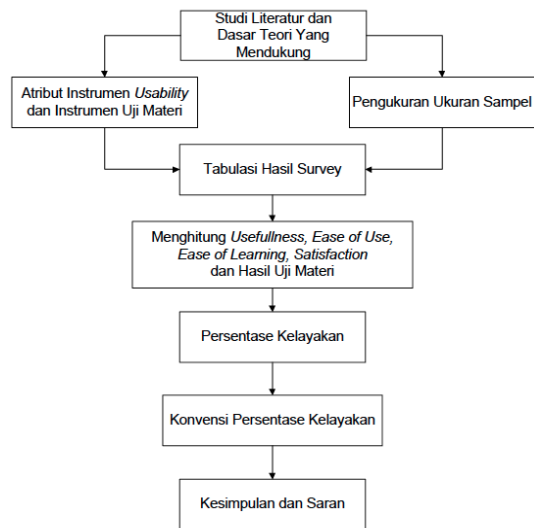 Studi Literatur dan
Dasar Teori Yang
Mendukung
Atribut Instrumen Usability
dan Instrumen Uji Materi
Pengukuran Ukuran Sampel
Tabulasi Hasil Survey
Menghitung Usefullness, Ease of Use,
Ease of Learning, Satisfaction
dan Hasil Uji Materi
Persentase Kelayakan
Konvensi Persentase Kelayakan
Kesimpulan dan Saran